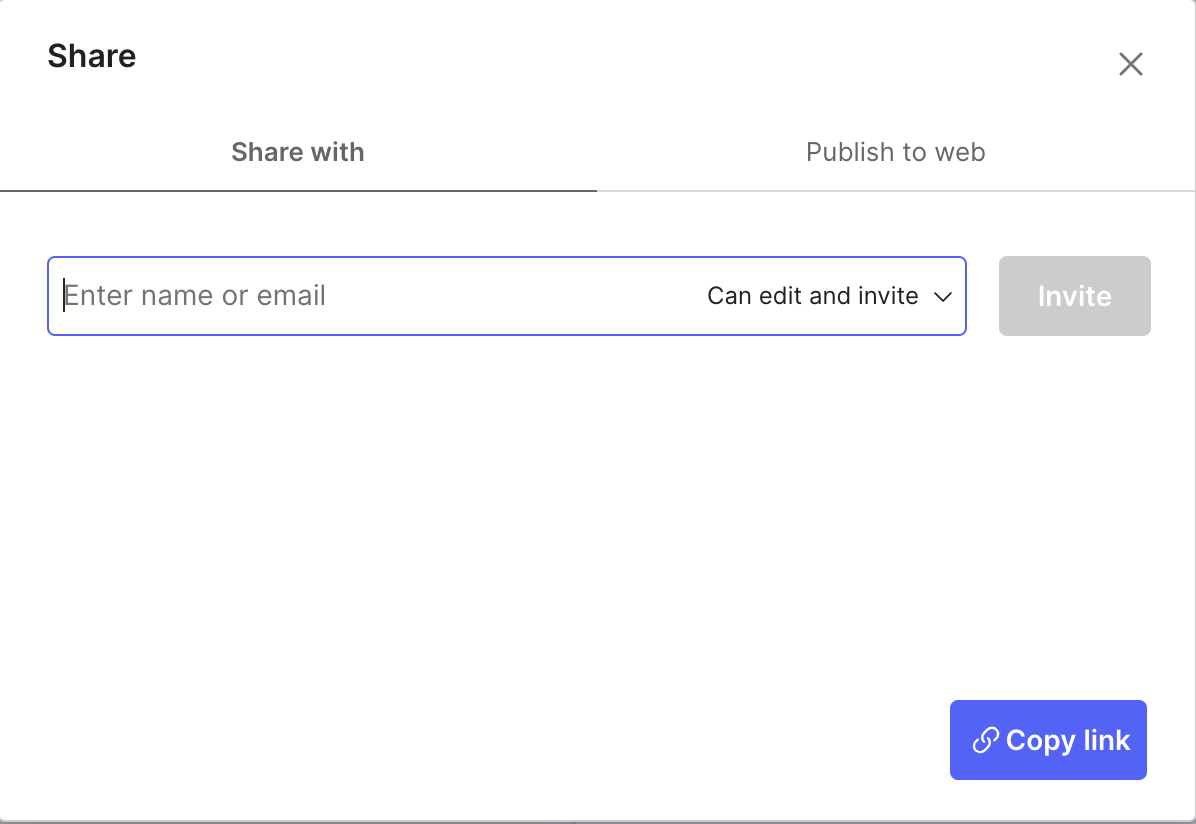 Share
Share with
Publish to web
Enter name or email
Can edit and invite
Invite
Copy link